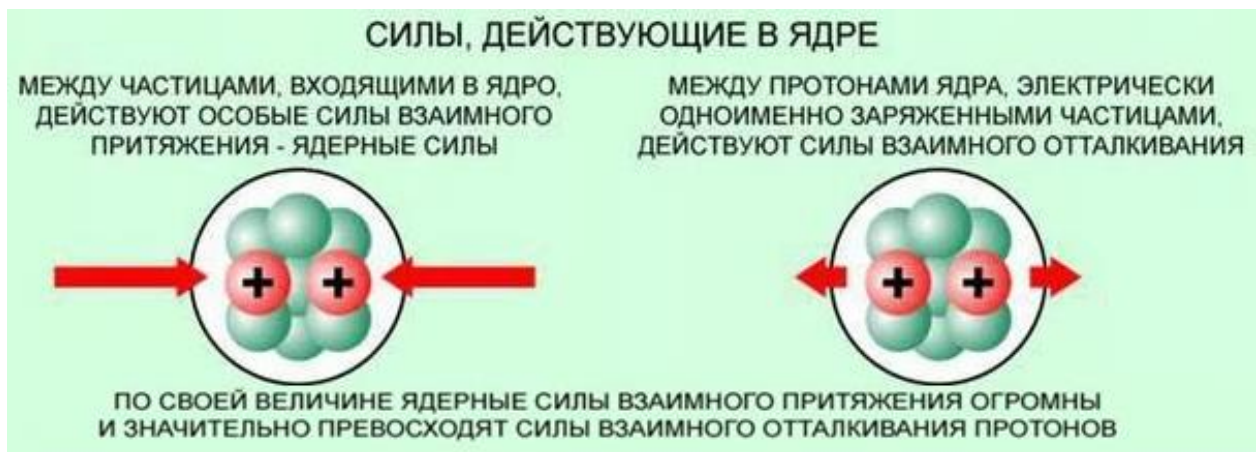 СИЛЫ, ДЕЙСТВУЮЩИЕ В ЯДРЕ
МЕЖДУ ЧАСТИЦАМИ, ВХОДЯЩИМИ В ЯДРО,
ДЕЙСТВУЮТ ОСОБЫЕ СИЛЫ ВЗАИМНОГО
ПРИТЯЖЕНИЯ - ЯДЕРНЫЕ СИЛЫ
МЕЖДУ ПРОТОНАМИ ЯДРА, ЭЛЕКТРИЧЕСКИ
ОДНОИМЕННО ЗАРЯЖЕННЫМИ ЧАСТИЦАМИ,
ДЕЙСТВУЮТ СИЛЫ ВЗАИМНОГО ОТТАЛКИВАНИЯ
+ +
+ +
ПО СВОЕЙ ВЕЛИЧИНЕ ЯДЕРНЫЕ СИЛЫ ВЗАИМНОГО ПРИТЯЖЕНИЯ ОГРОМНЫ
И ЗНАЧИТЕЛЬНО ПРЕВОСХОДЯТ СИЛЫ ВЗАИМНОГО ОТТАЛКИВАНИЯ ПРОТОНОВ